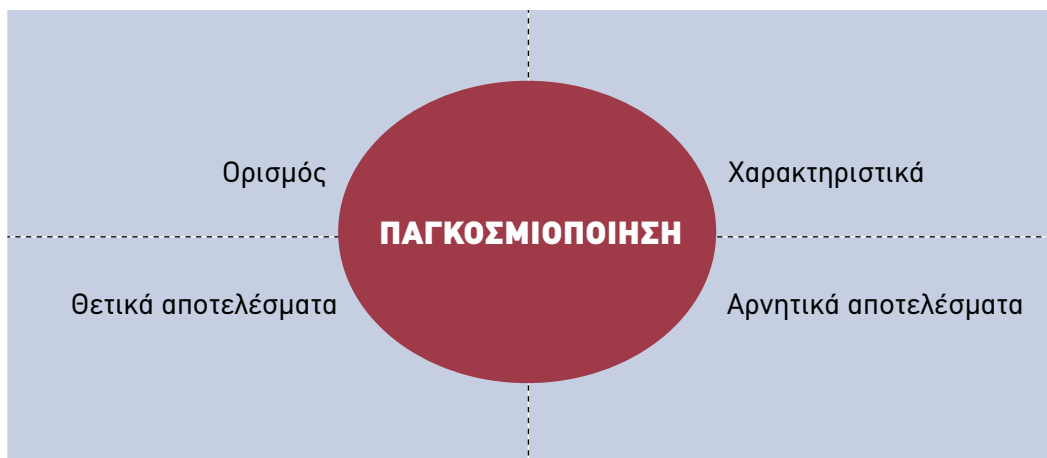 Ορισμός
Χαρακτηριστικά
ΠΑΓΚΟΣΜΙΟΠΟΙΗΣΗ
Θετικά αποτελέσματα
Αρνητικά αποτελέσματα